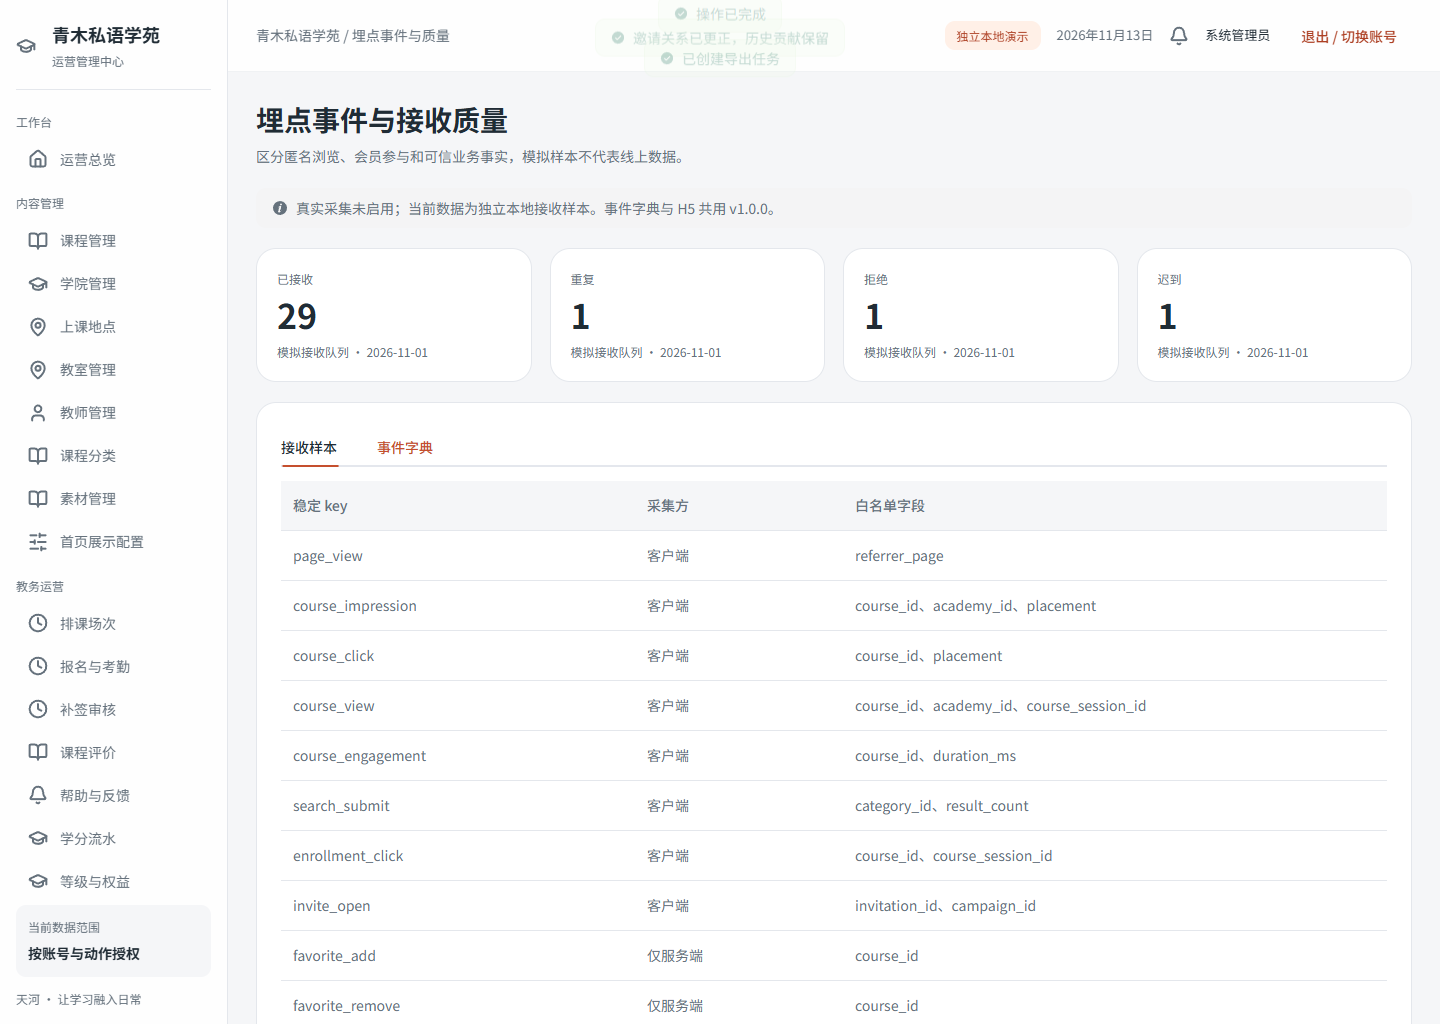 青木私语学苑
运营管理中心
工作台
运营总览
内容管理
课程管理
学院管理
上课地点
教室管理
教师管理
课程分类
素材管理
首页展示配置
教务运营
排课场次
报名与考勤
补签审核
课程评价
帮助与反馈
学分流水
等级与权益
当前数据范围
按账号与动作授权
天河 · 让学习融入日常
青木私语学苑 / 埋点事件与质量
操作已完成
邀请关系已更正，历史贡献保留
已创建导出任务
独立本地演示
2026年11月13日
系统管理员
退出 / 切换账号
埋点事件与接收质量
区分匿名浏览、会员参与和可信业务事实，模拟样本不代表线上数据。
真实采集未启用；当前数据为独立本地接收样本。事件字典与 H5 共用 v1.0.0。
已接收
29
模拟接收队列 · 2026-11-01
重复
1
模拟接收队列 · 2026-11-01
拒绝
1
模拟接收队列 · 2026-11-01
迟到
1
模拟接收队列 · 2026-11-01
接收样本 事件字典
稳定 key 采集方 白名单字段
page_view 客户端 referrer_page
course_impression 客户端 course_id、academy_id、placement
course_click 客户端 course_id、placement
course_view 客户端 course_id、academy_id、course_session_id
course_engagement 客户端 course_id、duration_ms
search_submit 客户端 category_id、result_count
enrollment_click 客户端 course_id、course_session_id
invite_open 客户端 invitation_id、campaign_id
favorite_add 仅服务端 course_id
favorite_remove 仅服务端 course_id